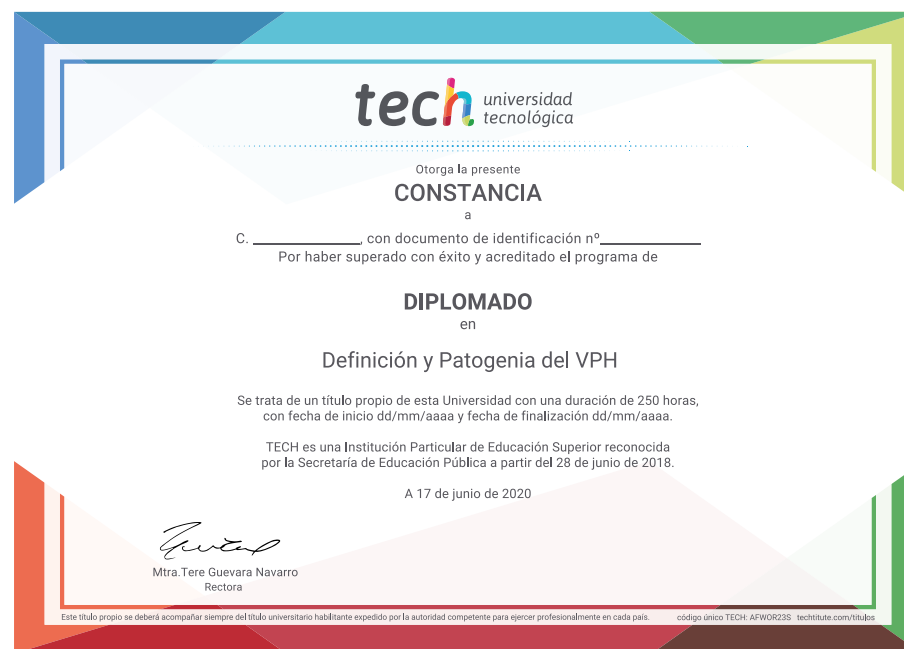 tech universidad
tecnológica
Otorga la presente
CONSTANCIA
a
C. ____________, con documento de identificación nº____________
Por haber superado con éxito y acreditado el programa de
DIPLOMADO
en
Definición y Patogenia del VPH
Se trata de un título propio de esta Universidad con una duración de 250 horas,
con fecha de inicio dd/mm/aaaa y fecha de finalización dd/mm/aaaa.
TECH es una Institución Particular de Educación Superior reconocida
por la Secretaría de Educación Pública a partir del 28 de junio de 2018.
A 17 de junio de 2020
Mtra.Tere Guevara Navarro
Rectora
Este título propio se deberá acompañar siempre del título universitario habilitante expedido por la autoridad competente para ejercer profesionalmente en cada país. código único TECH: AFWOR23S techtitute.com/titulos